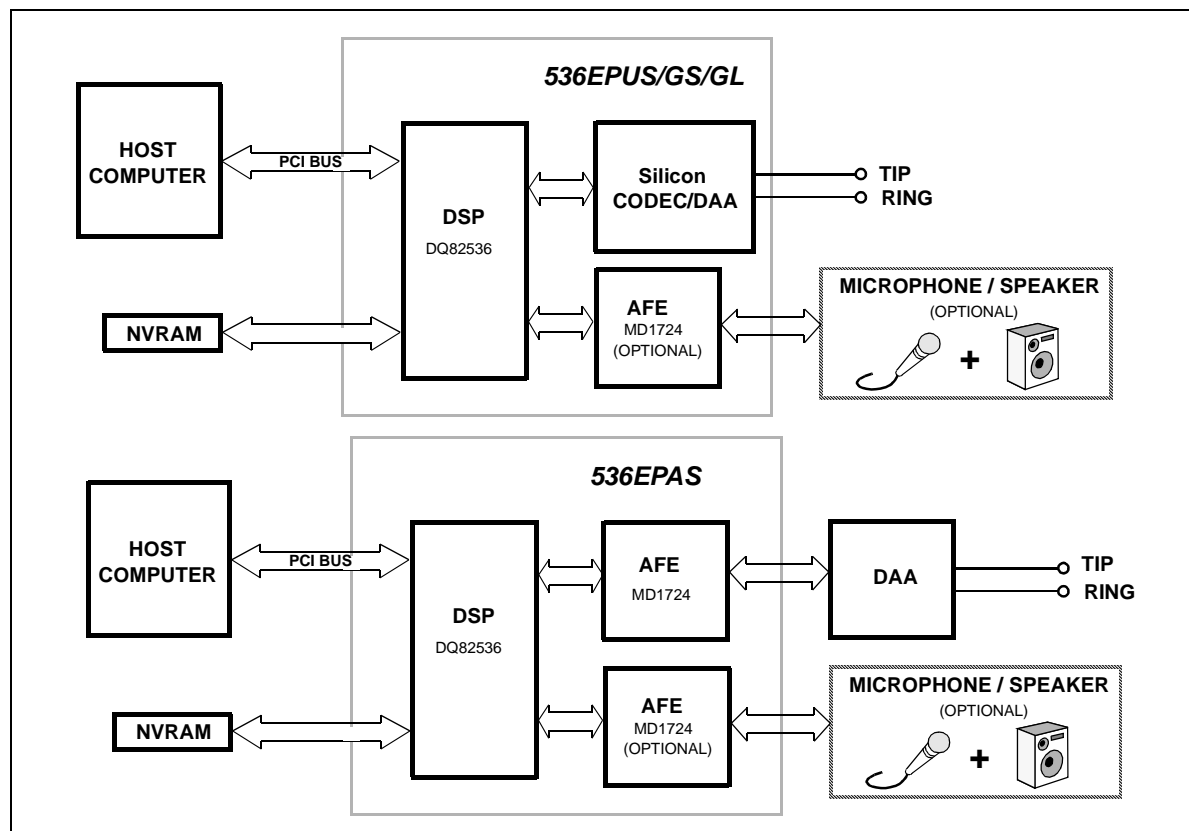 536EPUS/GS/GL
HOST
COMPUTER
PCI BUS
DSP
DQ82536
Silicon
CODEC/DAA
TIP
RING
NVRAM
AFE
MD1724
(OPTIONAL)
MICROPHONE / SPEAKER
(OPTIONAL)
+
536EPAS
HOST
COMPUTER
PCI BUS
DSP
DQ82536
AFE
MD1724
DAA
TIP
RING
NVRAM
AFE
MD1724
(OPTIONAL)
MICROPHONE / SPEAKER
(OPTIONAL)
+